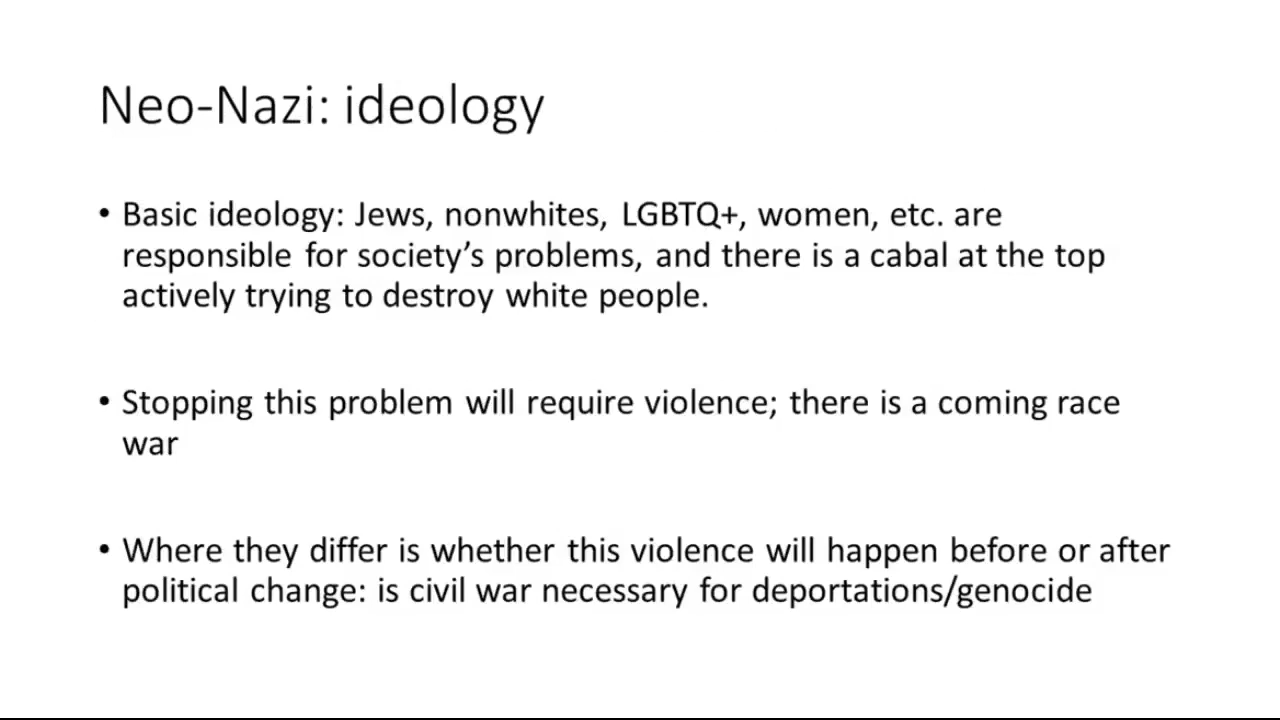 Neo-Nazi: ideology
• Basic ideology: Jews, nonwhites, LGBTQ+, women, etc. are
responsible for society’s problems, and there is a cabal at the top
actively trying to destroy white people.
• Stopping this problem will require violence; there is a coming race
war
• Where they differ is whether this violence will happen before or after
political change: is civil war necessary for deportations/genocide